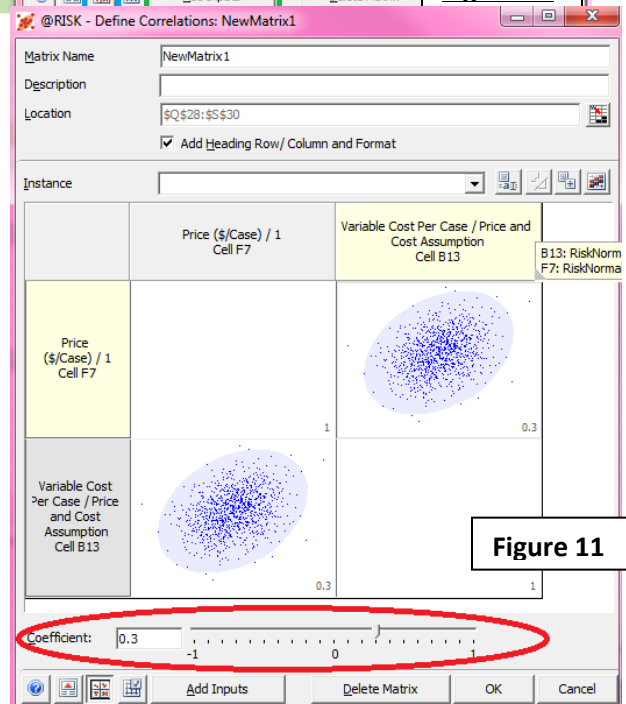 @RISK - Define Correlations: NewMatrix1
Matrix Name NewMatrix1
Description
Location $Q$28:$S$30
Add Heading Row/ Column and Format
Instance
Price ($/Case) / 1
Cell F7
Variable Cost Per Case / Price and
Cost Assumption
Cell B13
B13: RiskNorm
F7: RiskNorma
Price
($/Case) / 1
Cell F7
1
0.3
Variable Cost
Per Case / Price
and Cost
Assumption
Cell B13
0.3
1
Figure 11
Coefficient: 0.3
-1 0 1
Add Inputs Delete Matrix OK Cancel